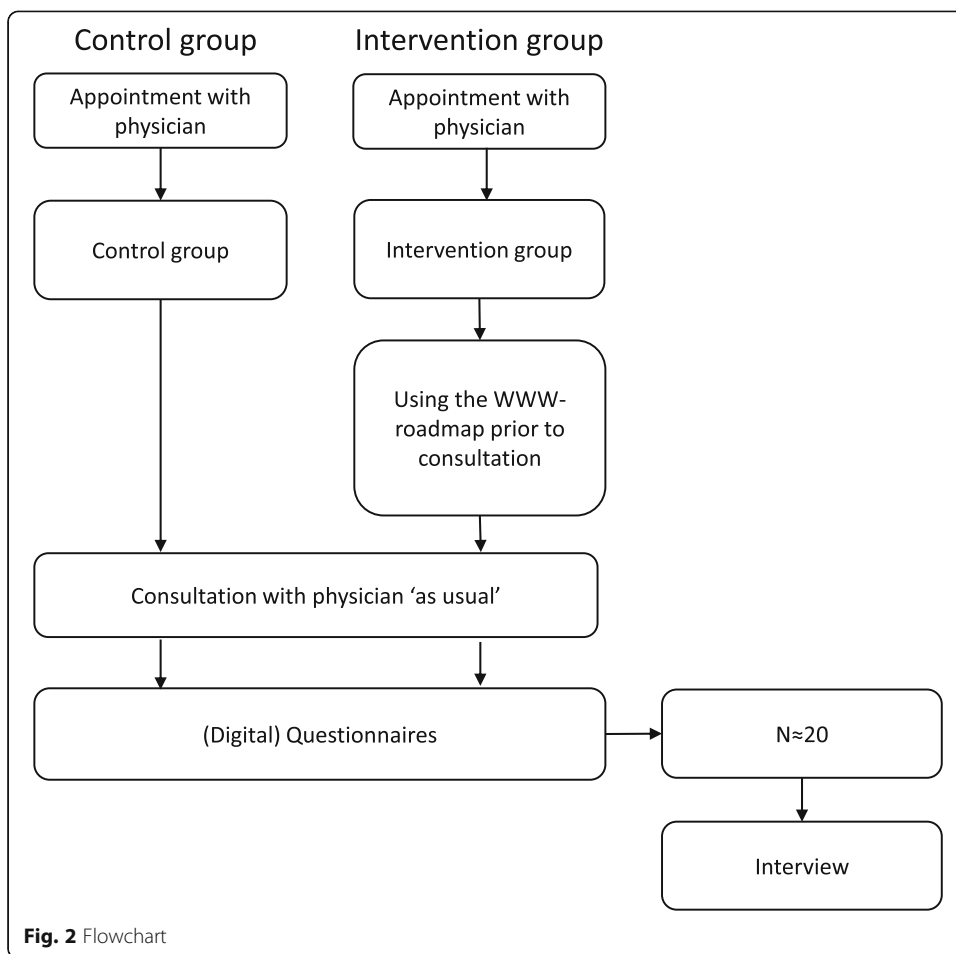 Control group
Intervention group
Appointment with
physician
Appointment with
physician
Control group
Intervention group
Using the WWW-
roadmap prior to
consultation
Consultation with physician ‘as usual’
(Digital) Questionnaires
N≈20
Interview
Fig. 2 Flowchart